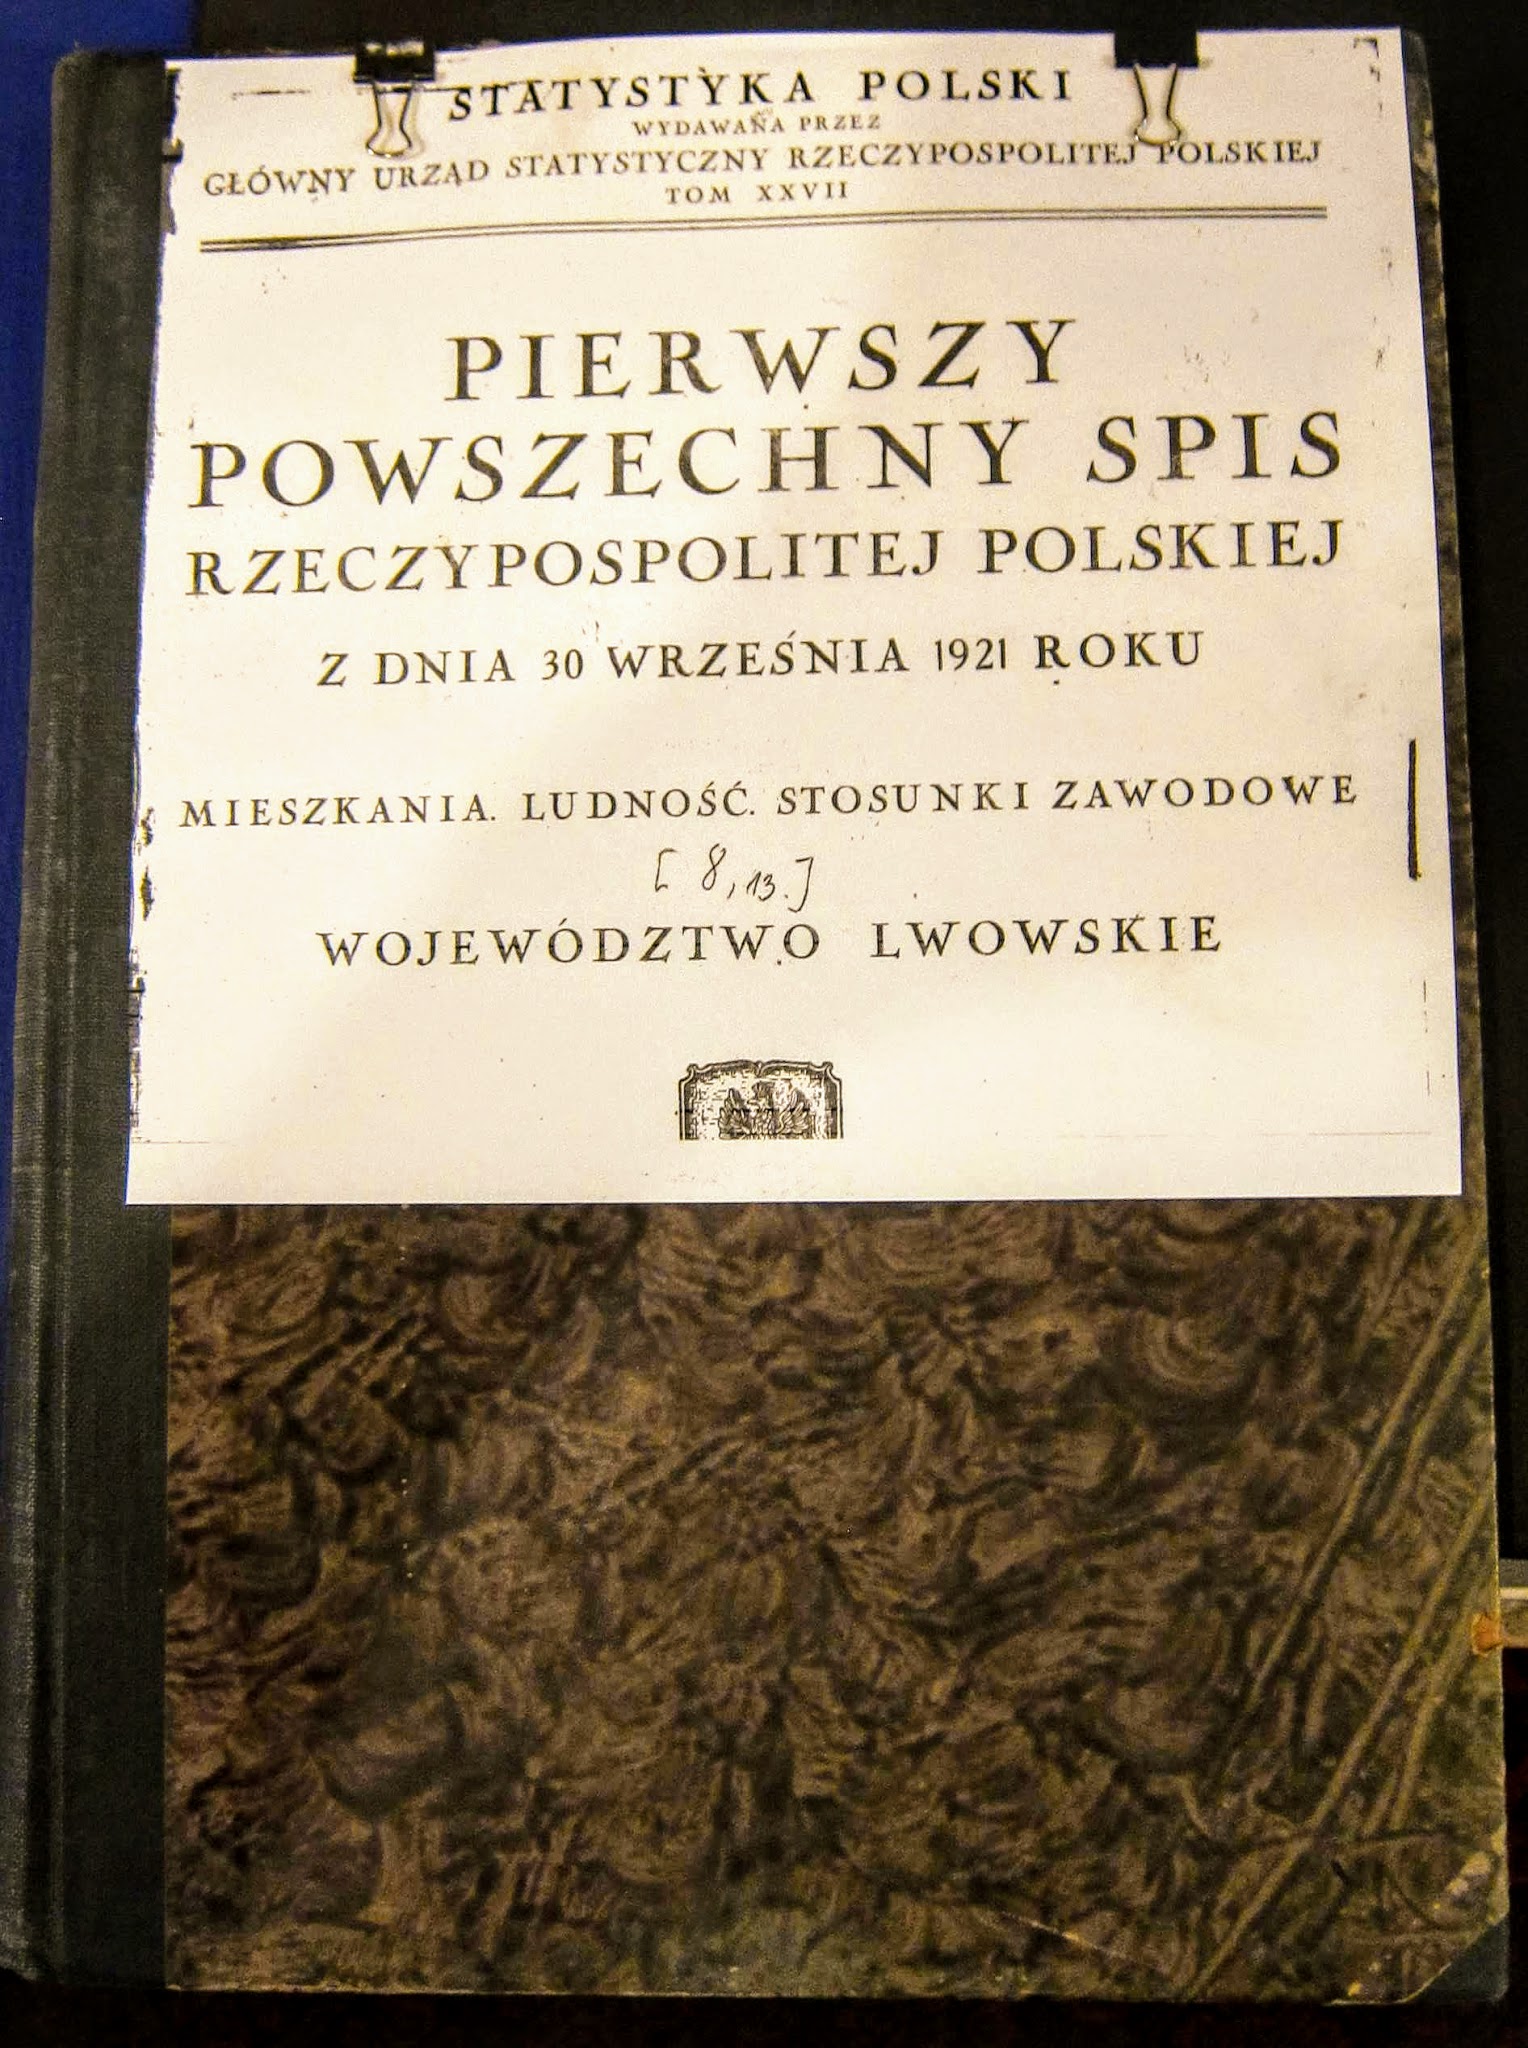 STATYSTYKA POLSKI
WYDAWANA PRZEZ
GŁÓWNY URZĄD STATYSTYCZNY RZECZYPOSPOLITEJ POLSKIEJ
TOM XXVII
PIERWSZY
POWSZECHNY SPIS
RZECZYPOSPOLITEJ POLSKIEJ
Z DNIA 30 WRZEŚNIA 1921 ROKU
MIESZKANIA. LUDNOŚĆ. STOSUNKI ZAWODOWE
[8, 13.]
WOJEWÓDZTWO LWOWSKIE